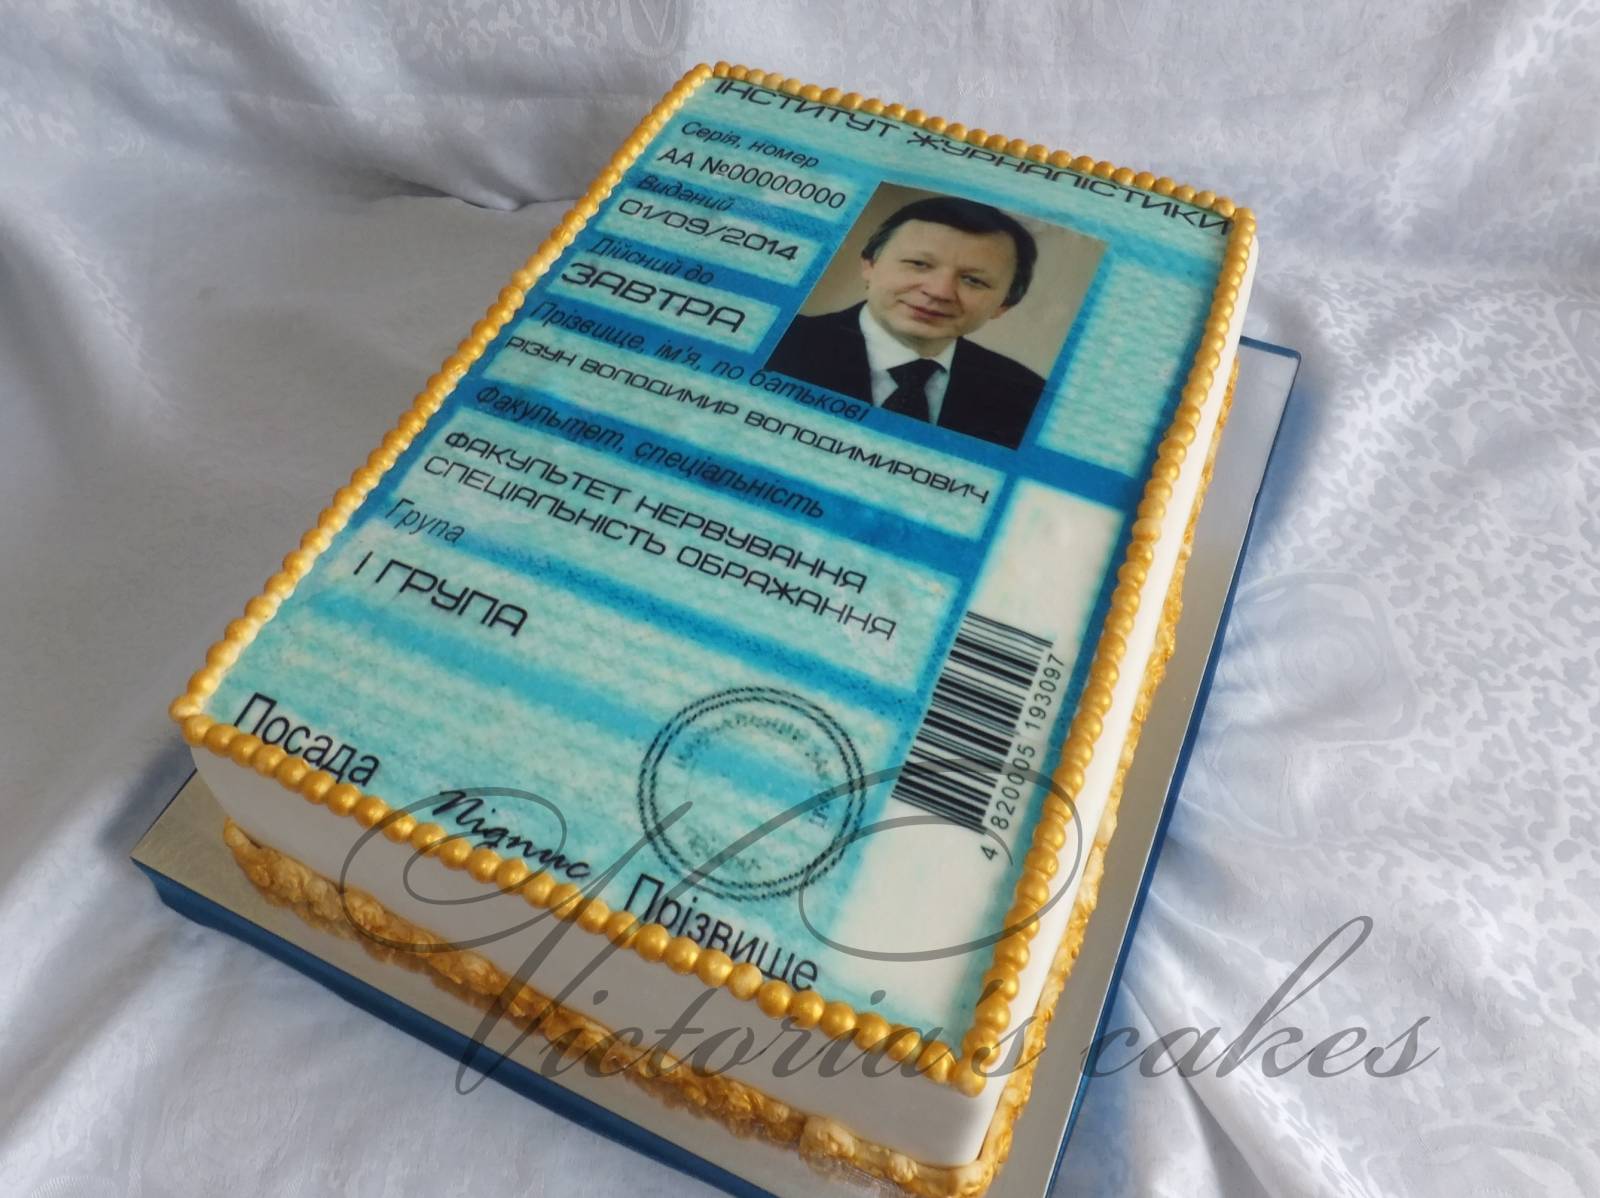 ІНСТИТУТ ЖУРНАЛІСТИКИ
Серія, номер
АА №00000000
Виданий
01/09/2014
Дійсний до
ЗАВТРА
Прізвище, ім'я, по батькові
РІЗУН ВОЛОДИМИР ВОЛОДИМИРОВИЧ
Факультет, спеціальність
ФАКУЛЬТЕТ НЕРВУВАННЯ
СПЕЦІАЛЬНІСТЬ ОБРАЖАННЯ
Група
І ГРУПА
Посада
Підпис
Прізвище
4 820005 193097
Victoria's cakes